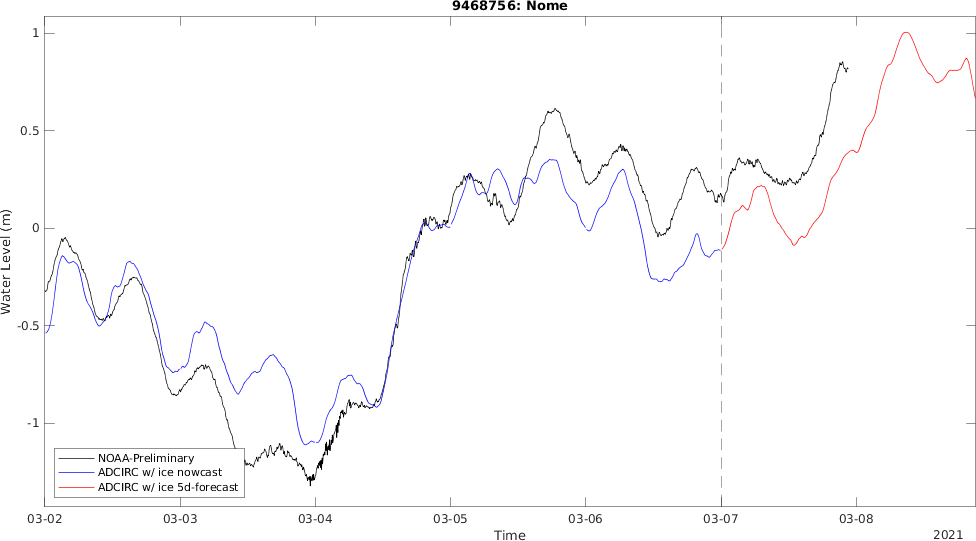 9468756: Nome
1
0.5
0
-0.5
-1
Water Level (m)
NOAA-Preliminary
ADCIRC w/ ice nowcast
ADCIRC w/ ice 5d-forecast
03-02 03-03 03-04 03-05 03-06 03-07 03-08
Time
2021